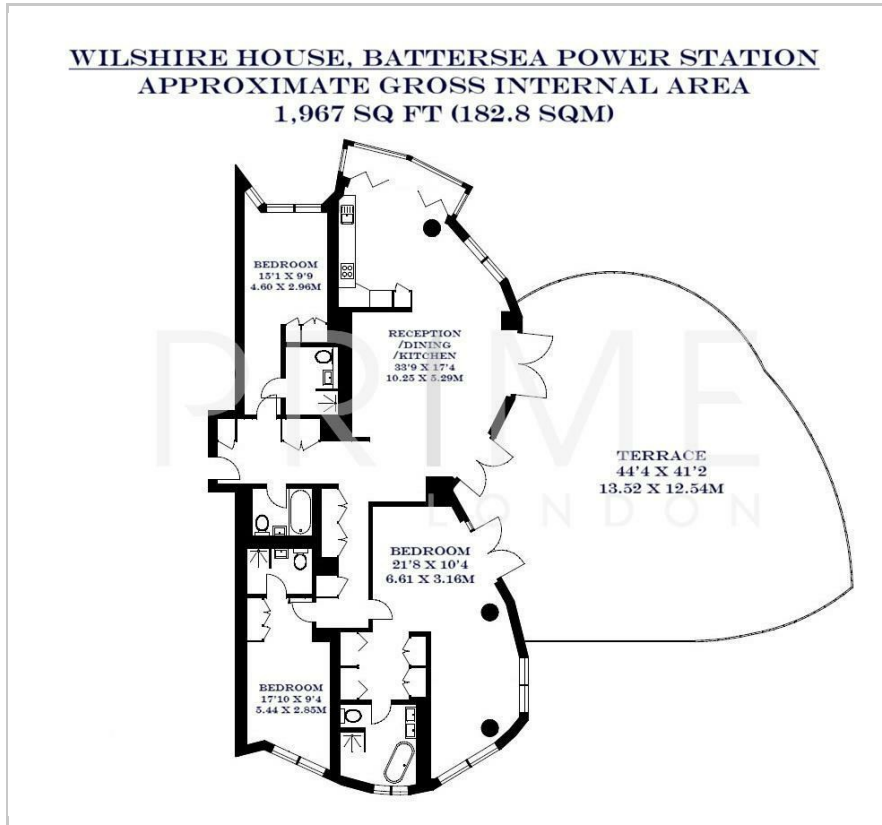 WILSHIRE HOUSE, BATTERSEA POWER STATION
APPROXIMATE GROSS INTERNAL AREA
1,967 SQ FT (182.8 SQM)
BEDROOM
15'1 X 9'9
4.60 X 2.96M
RECEPTION
/DINING
/KITCHEN
33'9 X 17'4
10.25 X 5.29M
TERRACE
44'4 X 41'2
13.52 X 12.54M
PRIME
LONDON
BEDROOM
21'8 X 10'4
6.61 X 3.16M
BEDROOM
17'10 X 9'4
5.44 X 2.85M